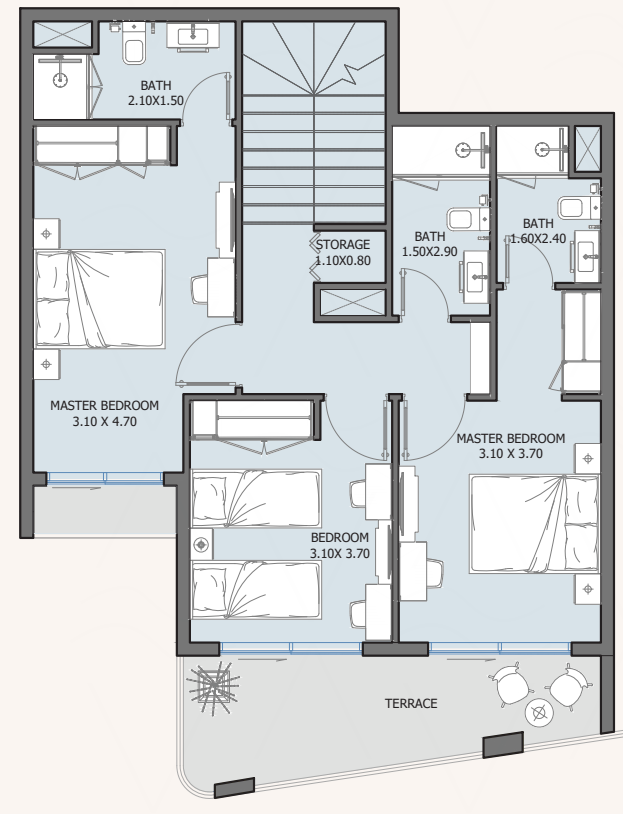 BATH
2.10X1.50
STORAGE
1.10X0.80
BATH
1.50X2.90
BATH
1.60X2.40
MASTER BEDROOM
3.10 X 4.70
MASTER BEDROOM
3.10 X 3.70
BEDROOM
3.10X 3.70
TERRACE